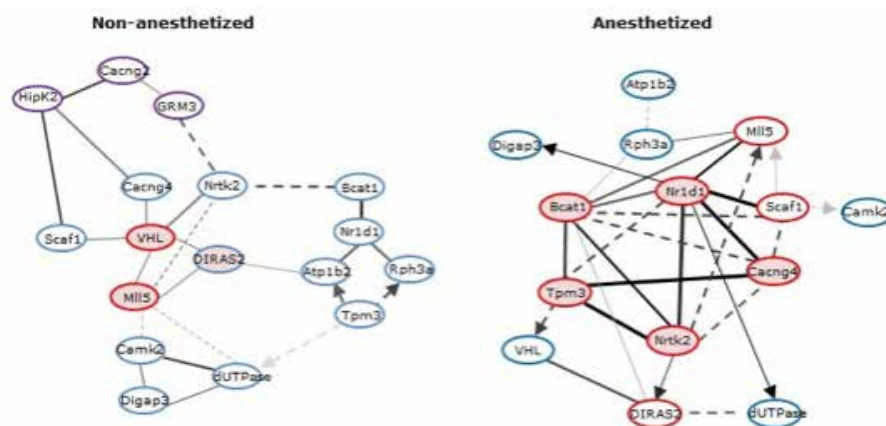 Non-anesthetized
Anesthetized
Cacng2
HipK2
GRM3
Cacng4
Nrtk2
Bcat1
Scaf1
VHL
Nr1d1
DIRAS2
Atp1b2
Rph3a
Mll5
Tpm3
Camk2
dUTPase
Digap3
Atp1b2
Mll5
Digap3
Rph3a
Nr1d1
Bcat1
Scaf1
Camk2
Cacng4
Tpm3
Nrtk2
VHL
DIRAS2
dUTPase